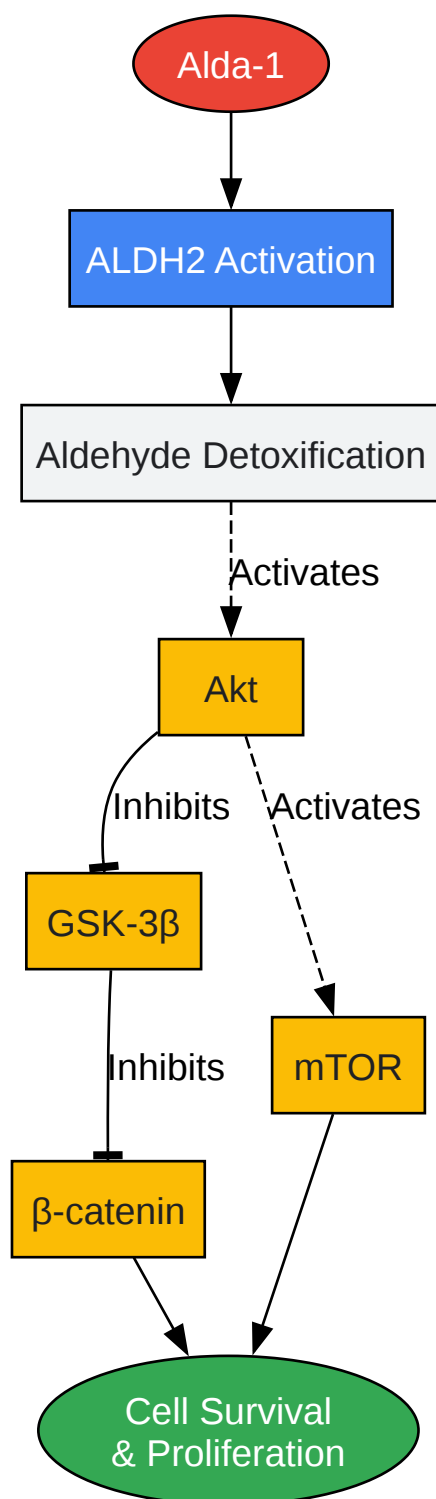 Alda-1
ALDH2 Activation
Aldehyde Detoxification
Activates
Akt
Inhibits
Activates
GSK-3β
Inhibits
mTOR
β-catenin
Cell Survival
& Proliferation